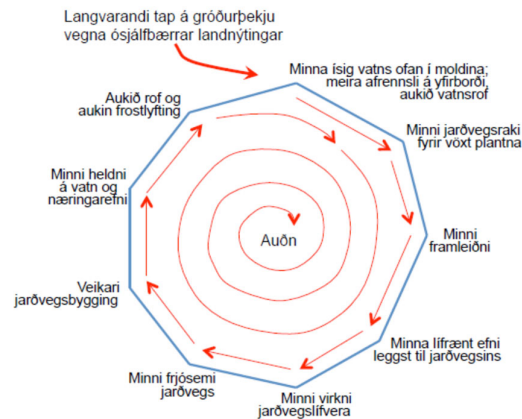 Langvarandi tap á gróðurþekju
vegna ósjálfbærrar landnýtingar
Minna ísig vatns ofan í moldina;
meira afrennsli á yfirborði,
aukið vatnsrof
Minni jarðvegsraki
fyrir vöxt plantna
Minni
framleiðni
Minna lífrænt efni
leggst til jarðvegsins
Minni virkni
jarðvegslífvera
Minni frjósemi
jarðvegs
Veikari
jarðvegsbygging
Minni heldni
á vatn og
næringarefni
Aukið rof og
aukin frostlyfting
Auðn